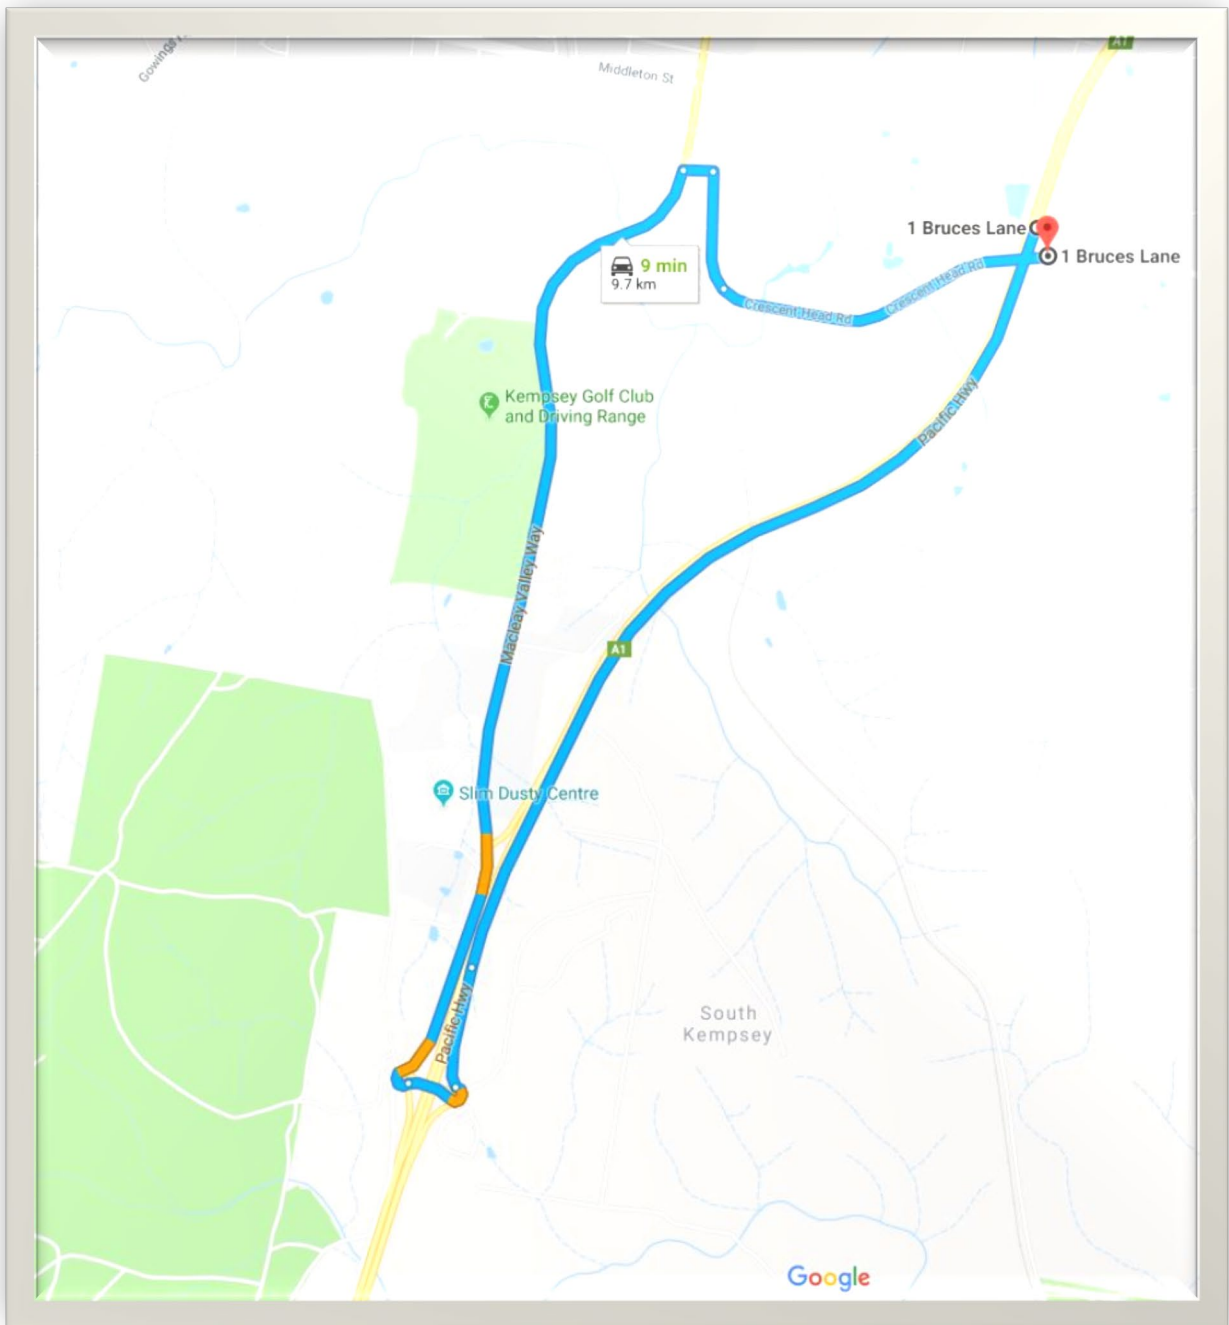 A1
Middleton St
1 Bruces Lane
1 Bruces Lane
9 min
9.7 km
Crescent Head Rd
Crescent Head Rd
Kempsey Golf Club
and Driving Range
Pacific Hwy
Macleay Valley Way
A1
Slim Dusty Centre
Pacific Hwy
South
Kempsey
Google